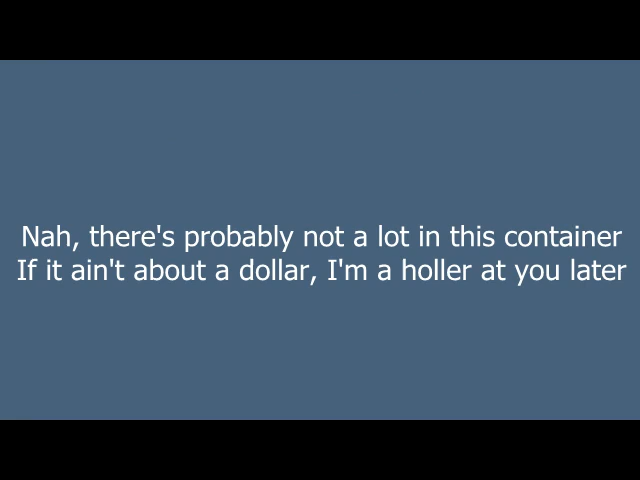 Nah, there's probably not a lot in this container
If it ain't about a dollar, I'm a holler at you later